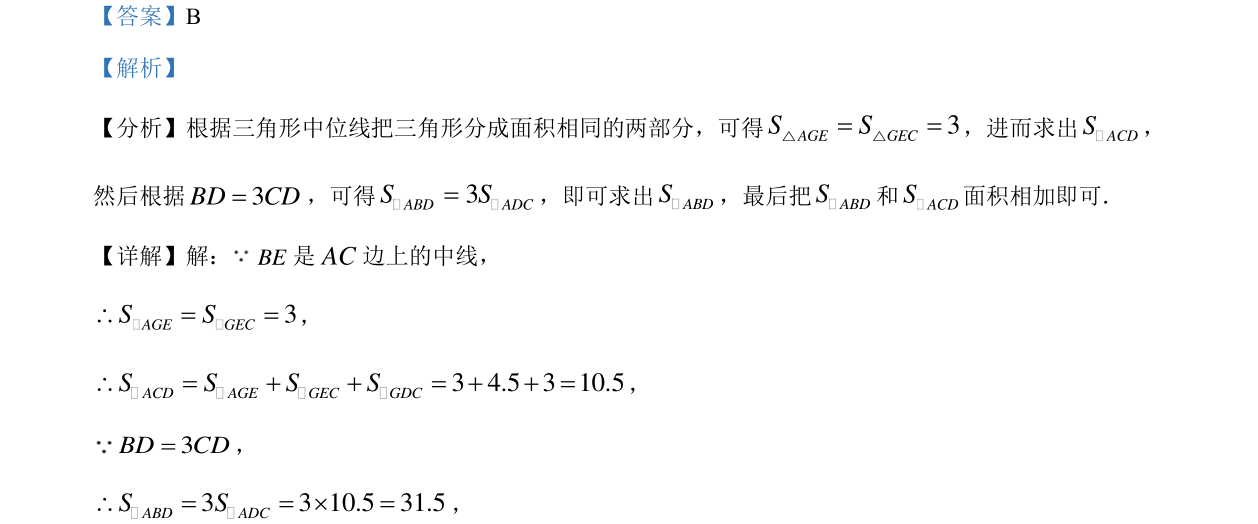 【答案】B
【解析】
【分析】根据三角形中位线把三角形分成面积相同的两部分，可得 S△AGE = S△GEC = 3，进而求出 S□ACD，
然后根据 BD = 3CD，可得 S□ABD = 3S□ADC，即可求出 S□ABD，最后把 S□ABD 和 S□ACD 面积相加即可．
【详解】解：∵ BE 是 AC 边上的中线，
∴ S□AGE = S□GEC = 3，
∴ S□ACD = S□AGE + S□GEC + S□GDC = 3 + 4.5 + 3 = 10.5，
∵ BD = 3CD，
∴ S□ABD = 3S□ADC = 3×10.5 = 31.5，